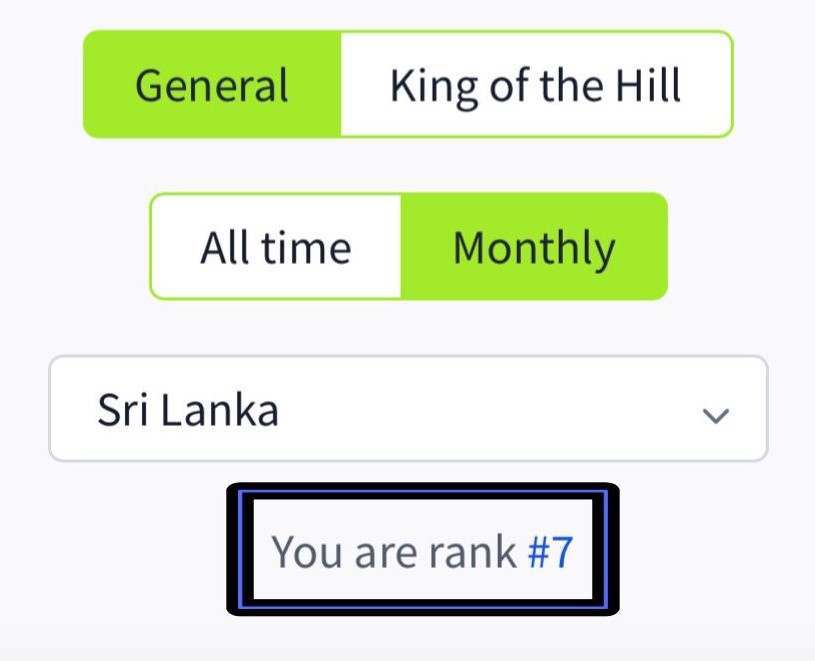 General King of the Hill
All time Monthly
Sri Lanka
You are rank #7